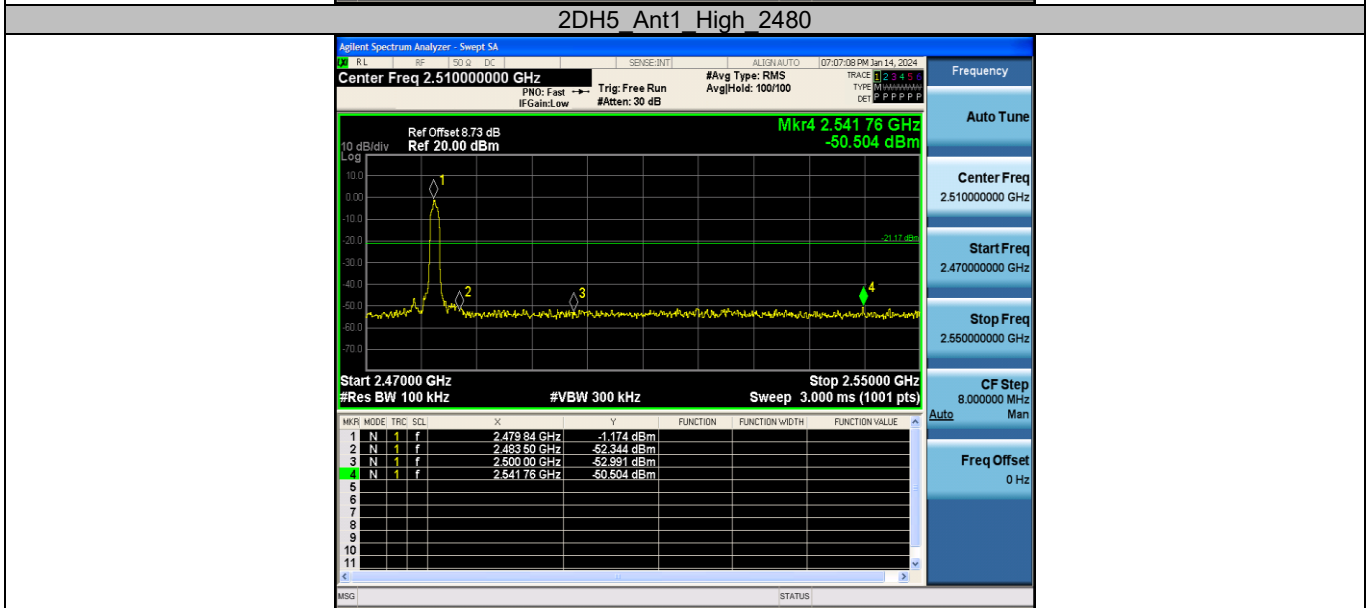 2DH5_Ant1_High_2480
Agilent Spectrum Analyzer - Swept SA
LXI RL RF 50 Ω DC SENSE:INT ALIGNAUTO 07:07:08 PM Jan 14, 2024
Center Freq 2.510000000 GHz
PNO: Fast
IFGain:Low
Trig: Free Run
#Atten: 30 dB
#Avg Type: RMS
Avg|Hold: 100/100
TRACE 1 2 3 4 5 6
TYPE M
DET P P P P P P
Ref Offset 8.73 dB
10 dB/div Ref 20.00 dBm
Log
Mkr4 2.541 76 GHz
-50.504 dBm
10.0
0.00
-10.0
-20.0
-30.0
-40.0
-50.0
-60.0
-70.0
1
2
3
4
-21.17 dBm
Start 2.47000 GHz Stop 2.55000 GHz
#Res BW 100 kHz #VBW 300 kHz Sweep 3.000 ms (1001 pts)
MKR MODE TRC SCL X Y FUNCTION FUNCTION WIDTH FUNCTION VALUE
1 N 1 f 2.479 84 GHz -1.174 dBm
2 N 1 f 2.483 50 GHz -52.344 dBm
3 N 1 f 2.500 00 GHz -52.991 dBm
4 N 1 f 2.541 76 GHz -50.504 dBm
5
6
7
8
9
10
11
MSG STATUS
Frequency
Auto Tune
Center Freq
2.510000000 GHz
Start Freq
2.470000000 GHz
Stop Freq
2.550000000 GHz
CF Step
8.000000 MHz
Auto Man
Freq Offset
0 Hz